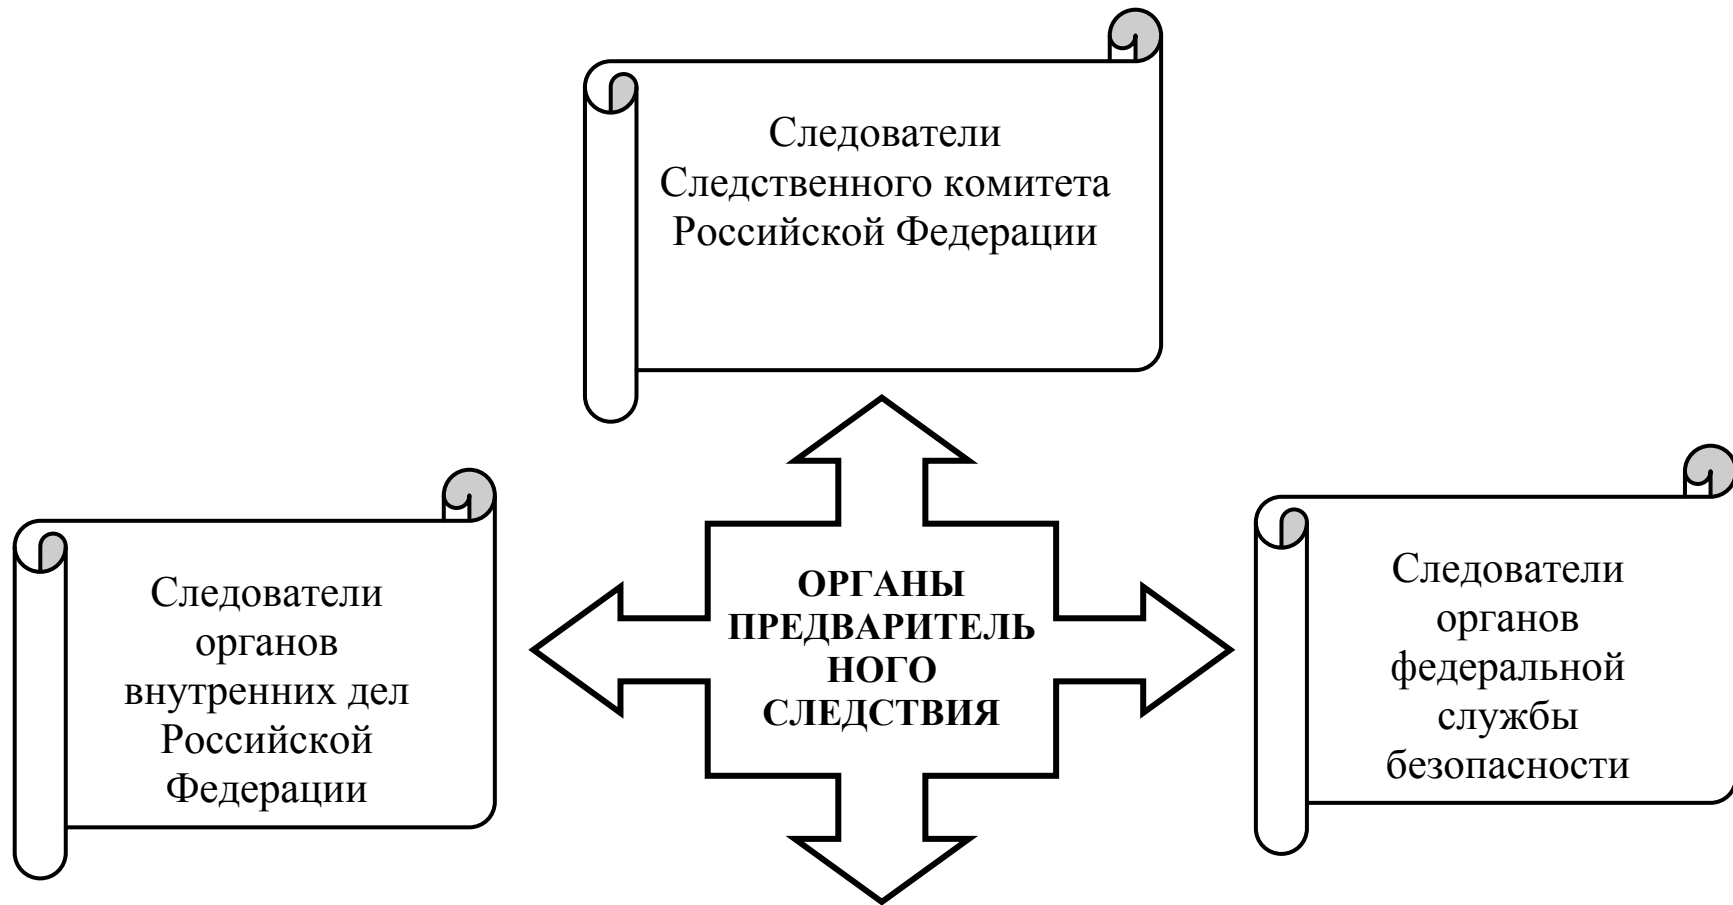 Следователи
Следственного комитета
Российской Федерации
Следователи
органов
внутренних дел
Российской
Федерации
ОРГАНЫ
ПРЕДВАРИТЕЛЬ
НОГО
СЛЕДСТВИЯ
Следователи
органов
федеральной
службы
безопасности